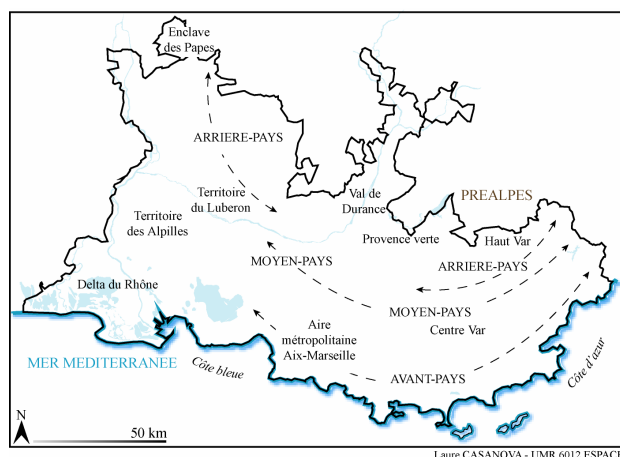 Enclave
des Papes
ARRIERE-PAYS
Territoire
du Luberon
Val de
Durance
PREALPES
Territoire
des Alpilles
Provence verte
Haut Var
MOYEN-PAYS
ARRIERE-PAYS
Delta du Rhône
MOYEN-PAYS
Centre Var
Aire
métropolitaine
Aix-Marseille
MER MEDITERRANEE
Côte bleue
AVANT-PAYS
Côte d'azur
N
50 km
Laure CASANOVA - UMR 6012 ESPACE